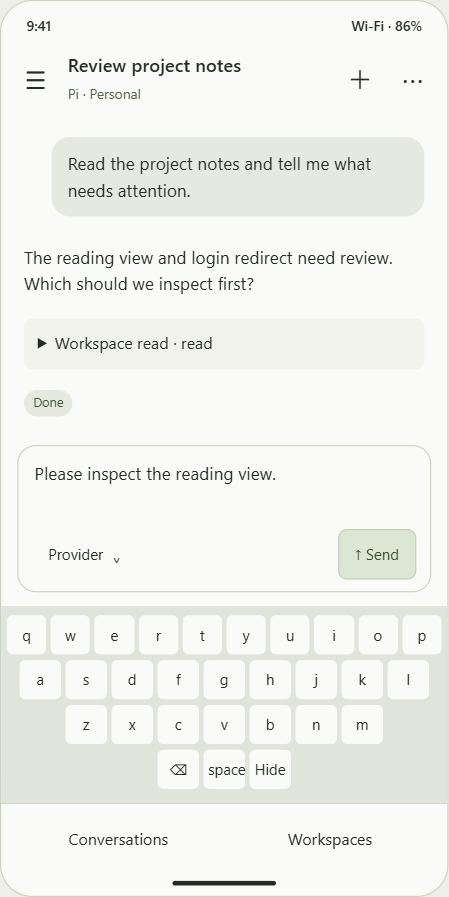 9:41 Wi-Fi · 86%
☰ Review project notes + ...
Pi · Personal
Read the project notes and tell me what
needs attention.
The reading view and login redirect need review.
Which should we inspect first?
▶ Workspace read · read
Done
Please inspect the reading view.
Provider ˬ ↑ Send
q w e r t y u i o p
a s d f g h j k l
z x c v b n m
⌫ space Hide
Conversations Workspaces